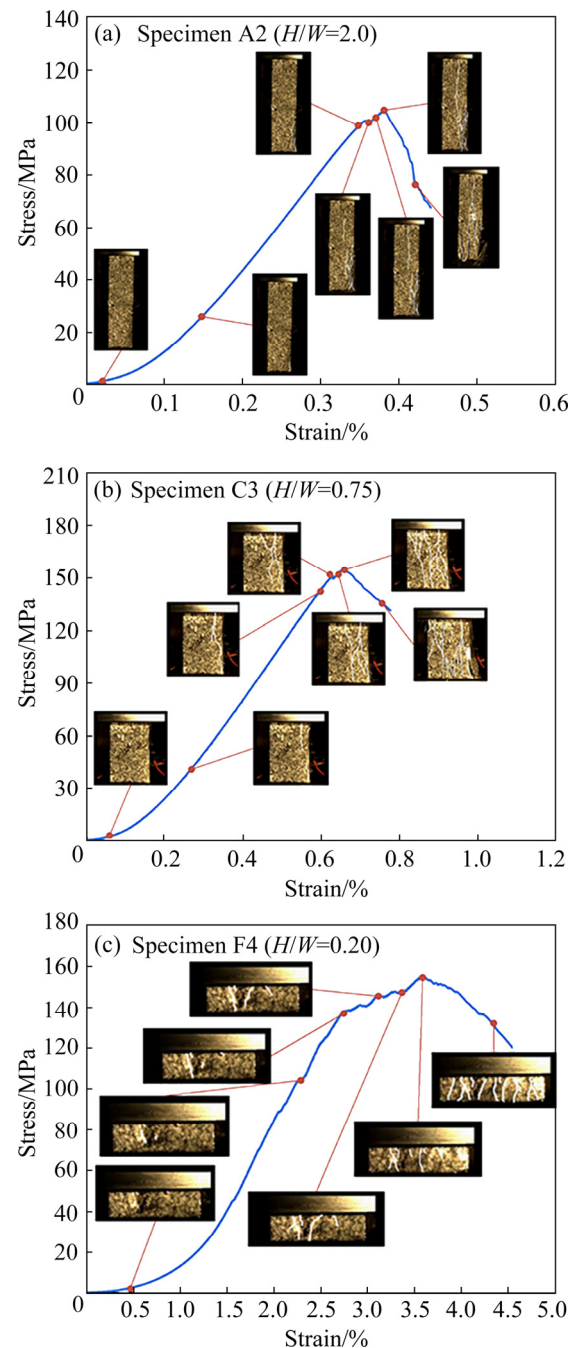 (a) Specimen A2 (H/W=2.0)
140
120
100
80
60
40
20
0
Stress/MPa
0.1 0.2 0.3 0.4 0.5 0.6
Strain/%
(b) Specimen C3 (H/W=0.75)
210
180
150
120
90
60
30
0
Stress/MPa
0.2 0.4 0.6 0.8 1.0 1.2
Strain/%
(c) Specimen F4 (H/W=0.20)
180
160
140
120
100
80
60
40
20
0
Stress/MPa
0.5 1.0 1.5 2.0 2.5 3.0 3.5 4.0 4.5 5.0
Strain/%